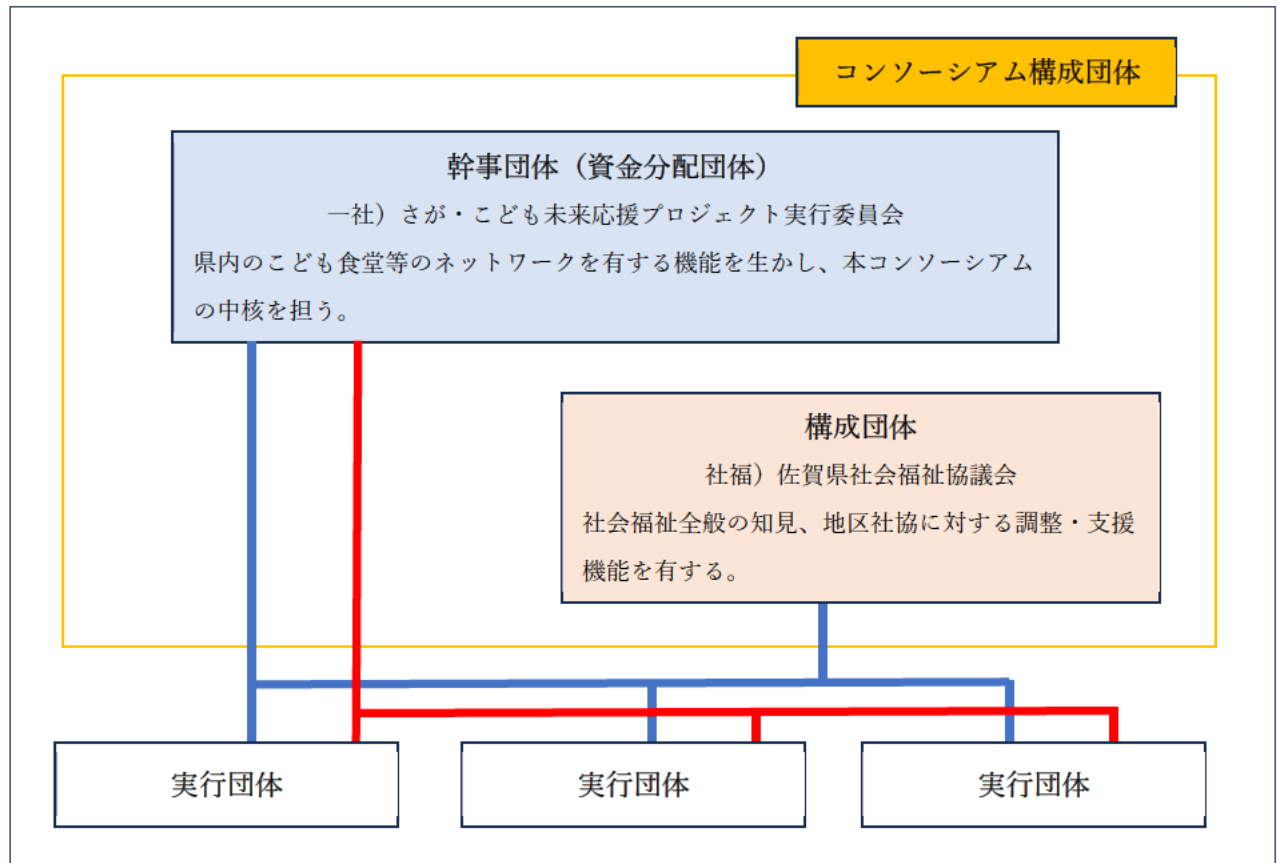 コンソーシアム構成団体
幹事団体（資金分配団体）
一社）さが・こども未来応援プロジェクト実行委員会
県内のこども食堂等のネットワークを有する機能を生かし、本コンソーシアム
の中核を担う。
構成団体
社福）佐賀県社会福祉協議会
社会福祉全般の知見、地区社協に対する調整・支援
機能を有する。
実行団体
実行団体
実行団体